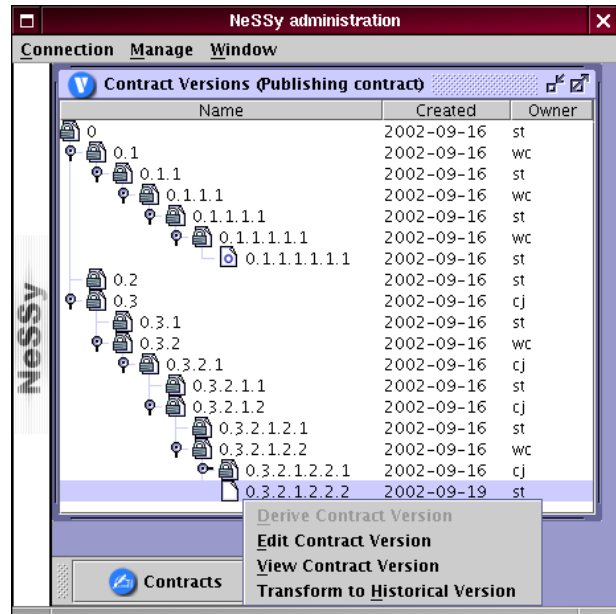 NeSSy administration
Connection Manage Window
Contract Versions (Publishing contract)
Name Created Owner
0 2002-09-16 st
0.1 2002-09-16 wc
0.1.1 2002-09-16 st
0.1.1.1 2002-09-16 wc
0.1.1.1.1 2002-09-16 st
0.1.1.1.1.1 2002-09-16 wc
0.1.1.1.1.1.1 2002-09-16 st
0.2 2002-09-16 st
0.3 2002-09-16 cj
0.3.1 2002-09-16 st
0.3.2 2002-09-16 wc
0.3.2.1 2002-09-16 cj
0.3.2.1.1 2002-09-16 st
0.3.2.1.2 2002-09-16 cj
0.3.2.1.2.1 2002-09-16 st
0.3.2.1.2.2 2002-09-16 wc
0.3.2.1.2.2.1 2002-09-16 cj
0.3.2.1.2.2.2 2002-09-19 st
NeSSy
Derive Contract Version
Edit Contract Version
View Contract Version
Transform to Historical Version
Contracts